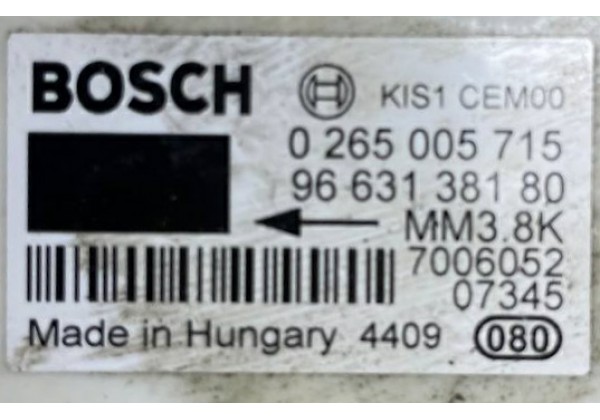 BOSCH KIS1 CEM00
0 265 005 715
96 631 381 80
MM3.8K
7006052
07345
Made in Hungary 4409 080